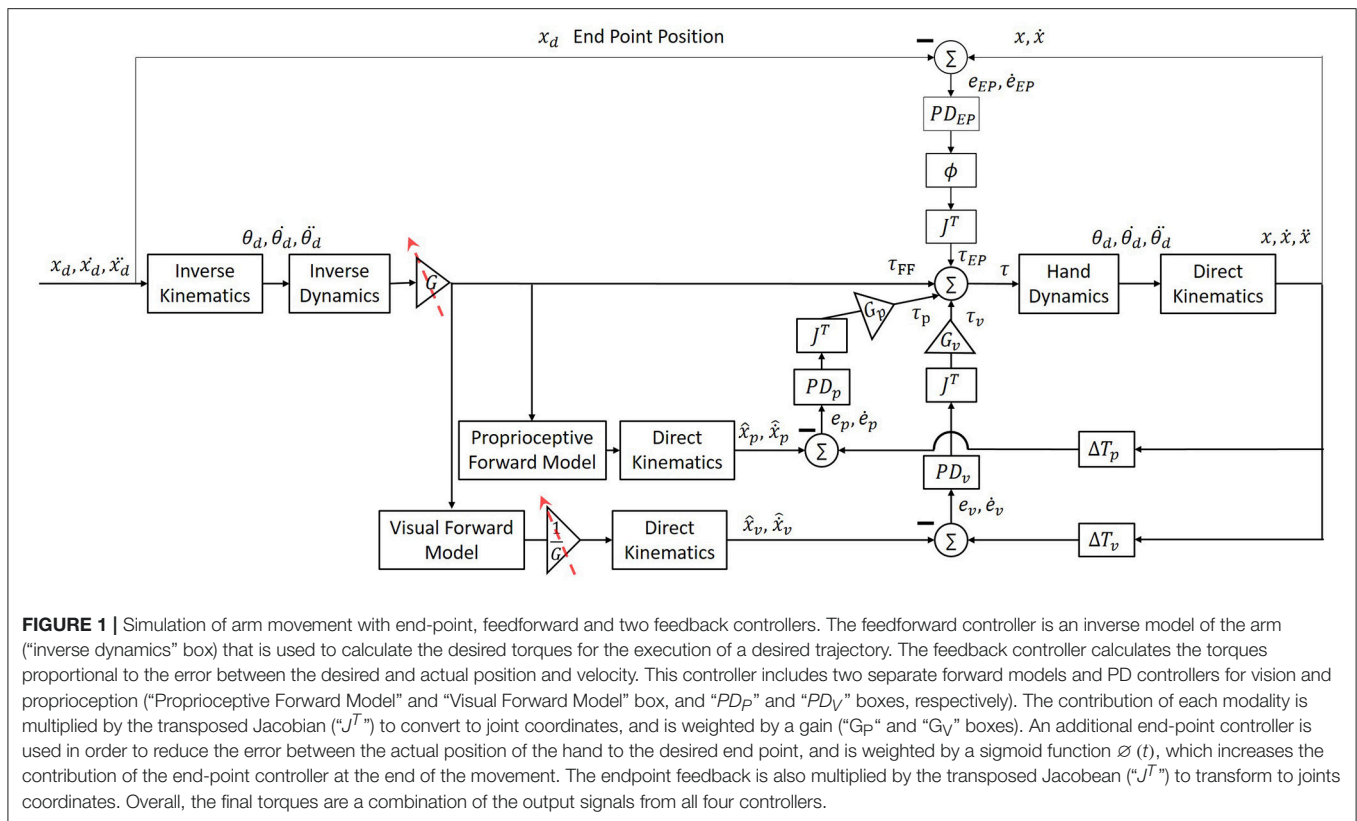 x_d End Point Position
−
x, ẋ
Σ
e_EP, ė_EP
PD_EP
ϕ
J^T
τ_EP
x_d, ẋ_d, ẍ_d
Inverse
Kinematics
θ_d, θ̇_d, θ̈_d
Inverse
Dynamics
G
τ_FF
Σ
τ
Hand
Dynamics
θ_d, θ̇_d, θ̈_d
Direct
Kinematics
x, ẋ, ẍ
G_p
τ_p
τ_v
G_v
J^T
J^T
PD_p
e_p, ė_p
Proprioceptive
Forward Model
Direct
Kinematics
x̂_p, ẋ̂_p
−
Σ
ΔT_p
PD_v
e_v, ė_v
Visual Forward
Model
1/G
Direct
Kinematics
x̂_v, ẋ̂_v
−
Σ
ΔT_v
FIGURE 1 | Simulation of arm movement with end-point, feedforward and two feedback controllers. The feedforward controller is an inverse model of the arm
(“inverse dynamics” box) that is used to calculate the desired torques for the execution of a desired trajectory. The feedback controller calculates the torques
proportional to the error between the desired and actual position and velocity. This controller includes two separate forward models and PD controllers for vision and
proprioception (“Proprioceptive Forward Model” and “Visual Forward Model” box, and “PD_P” and “PD_V” boxes, respectively). The contribution of each modality is
multiplied by the transposed Jacobian (“J^T”) to convert to joint coordinates, and is weighted by a gain (“G_P“ and “G_V” boxes). An additional end-point controller is
used in order to reduce the error between the actual position of the hand to the desired end point, and is weighted by a sigmoid function ∅ (t), which increases the
contribution of the end-point controller at the end of the movement. The endpoint feedback is also multiplied by the transposed Jacobean (“J^T”) to transform to joints
coordinates. Overall, the final torques are a combination of the output signals from all four controllers.